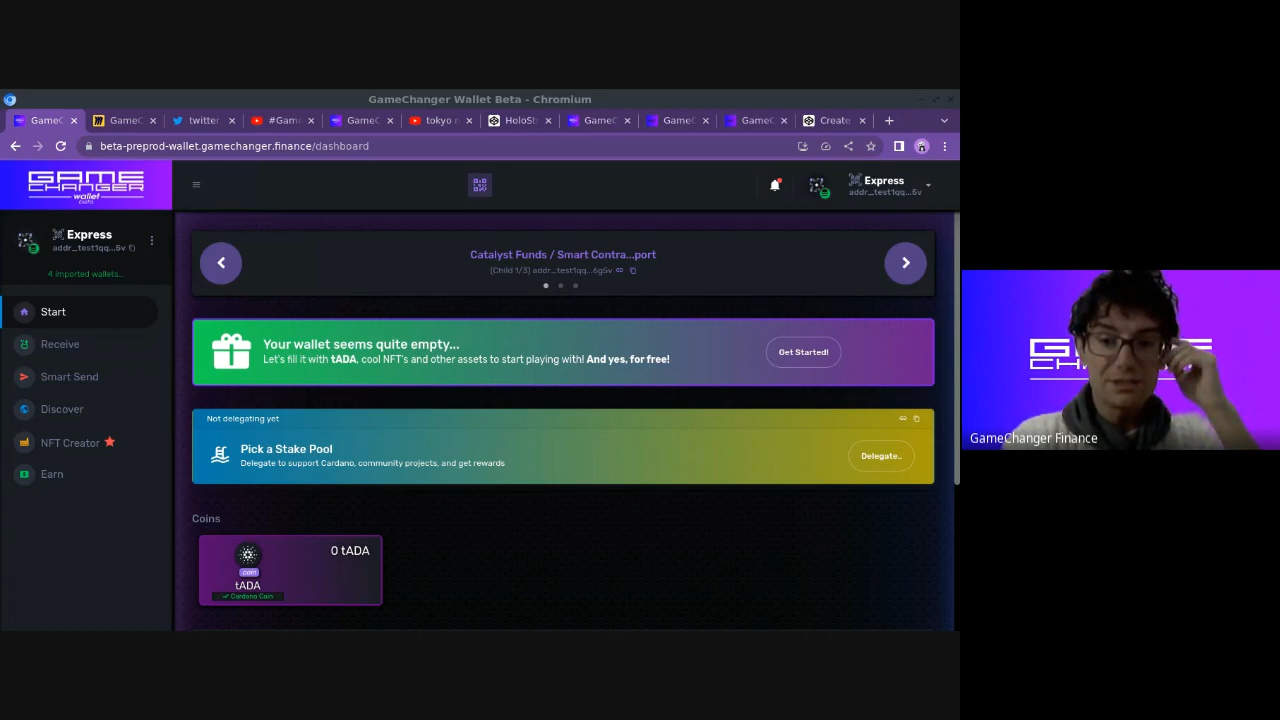 GameChanger Wallet Beta - Chromium
GameC
GameC
twitter.
#Game
GameC
tokyo r
HoloSt
GameC
GameC
GameC
Create
beta-preprod-wallet.gamechanger.finance/dashboard
GAME
CHANGER
wallet
beta
Express
addr_test1qq...5v
Express
addr_test1qq...5v
4 imported wallets...
Start
Receive
Smart Send
Discover
NFT Creator
Earn
Catalyst Funds / Smart Contra...port
[Child 1/3] addr_test1qq...6g5v
Your wallet seems quite empty...
Let's fill it with tADA, cool NFT's and other assets to start playing with! And yes, for free!
Get Started!
Not delegating yet
Pick a Stake Pool
Delegate to support Cardano, community projects, and get rewards
Delegate..
Coins
0 tADA
coin
tADA
Cardano Coin
GameChanger Finance